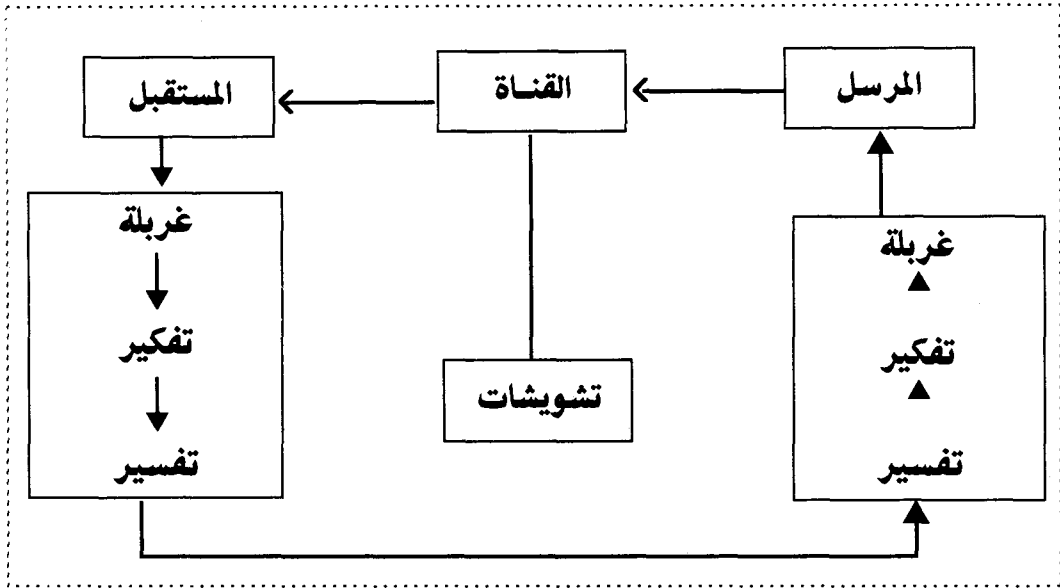 المرسل
القنـاة
المستقبل
غربلة
تفكير
تفسير
تشويشات
غربلة
تفكير
تفسير